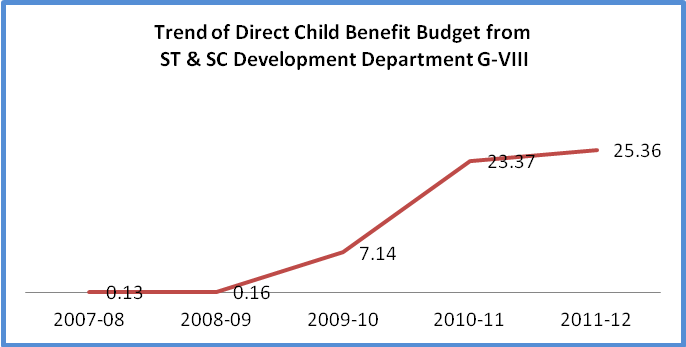 Trend of Direct Child Benefit Budget from
ST & SC Development Department G-VIII
25.36
23.37
7.14
0.13
0.16
2007-08 2008-09 2009-10 2010-11 2011-12